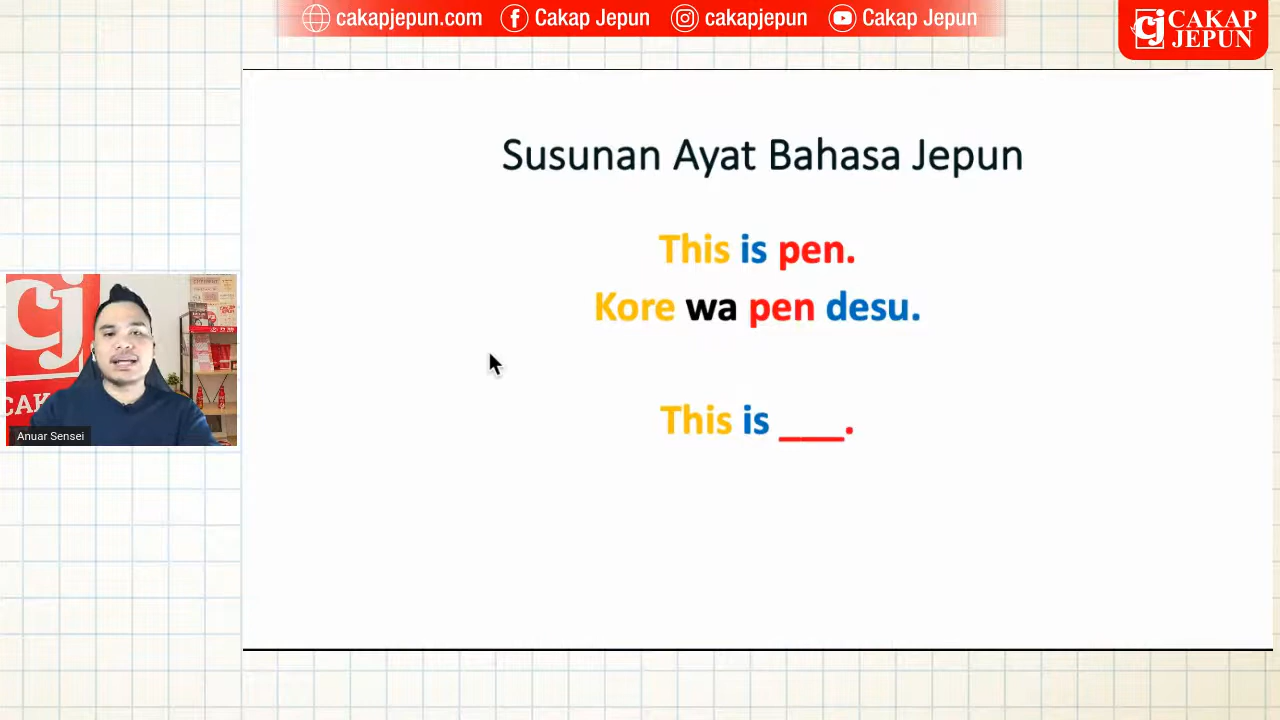 cakapjepun.com Cakap Jepun cakapjepun Cakap Jepun
CAKAP
JEPUN
Susunan Ayat Bahasa Jepun
This is pen.
Kore wa pen desu.
This is ___.
Anuar Sensei